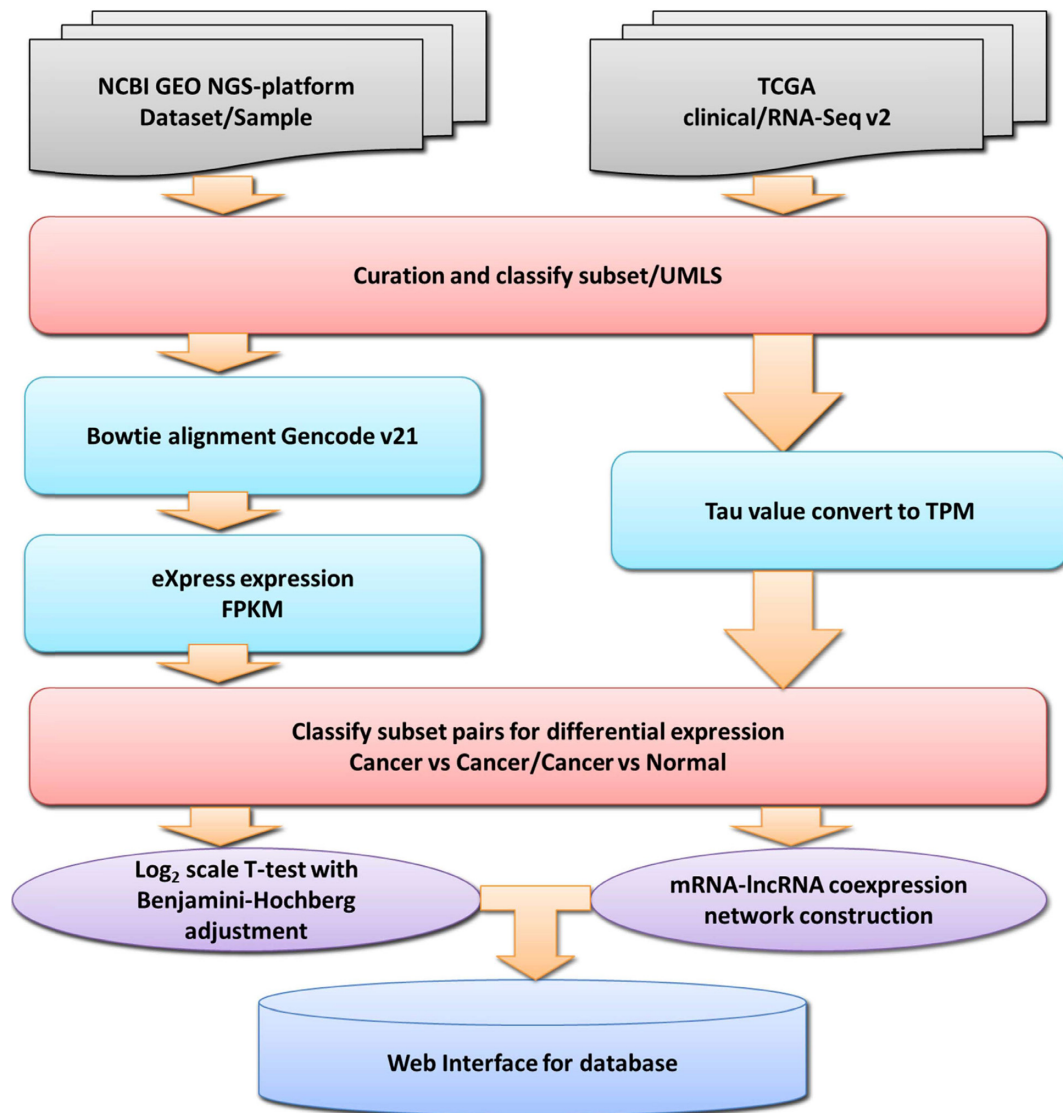 NCBI GEO NGS-platform
Dataset/Sample
TCGA
clinical/RNA-Seq v2
Curation and classify subset/UMLS
Bowtie alignment Gencode v21
Tau value convert to TPM
eXpress expression
FPKM
Classify subset pairs for differential expression
Cancer vs Cancer/Cancer vs Normal
Log₂ scale T-test with
Benjamini-Hochberg
adjustment
mRNA-lncRNA coexpression
network construction
Web Interface for database